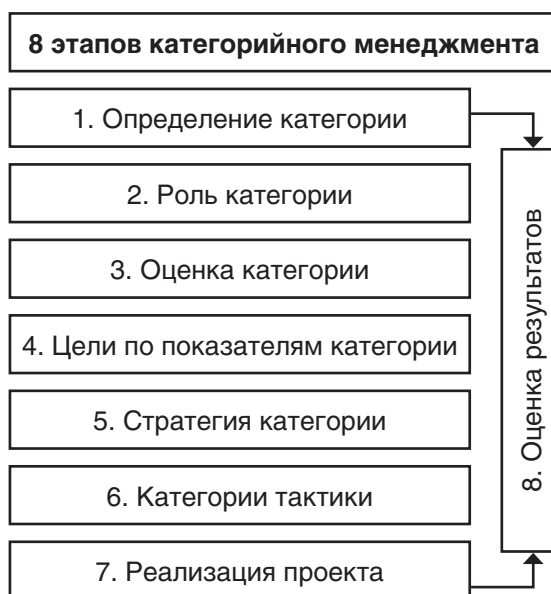 8 этапов категорийного менеджмента
1. Определение категории
2. Роль категории
3. Оценка категории
4. Цели по показателям категории
5. Стратегия категории
6. Категории тактики
7. Реализация проекта
8. Оценка результатов